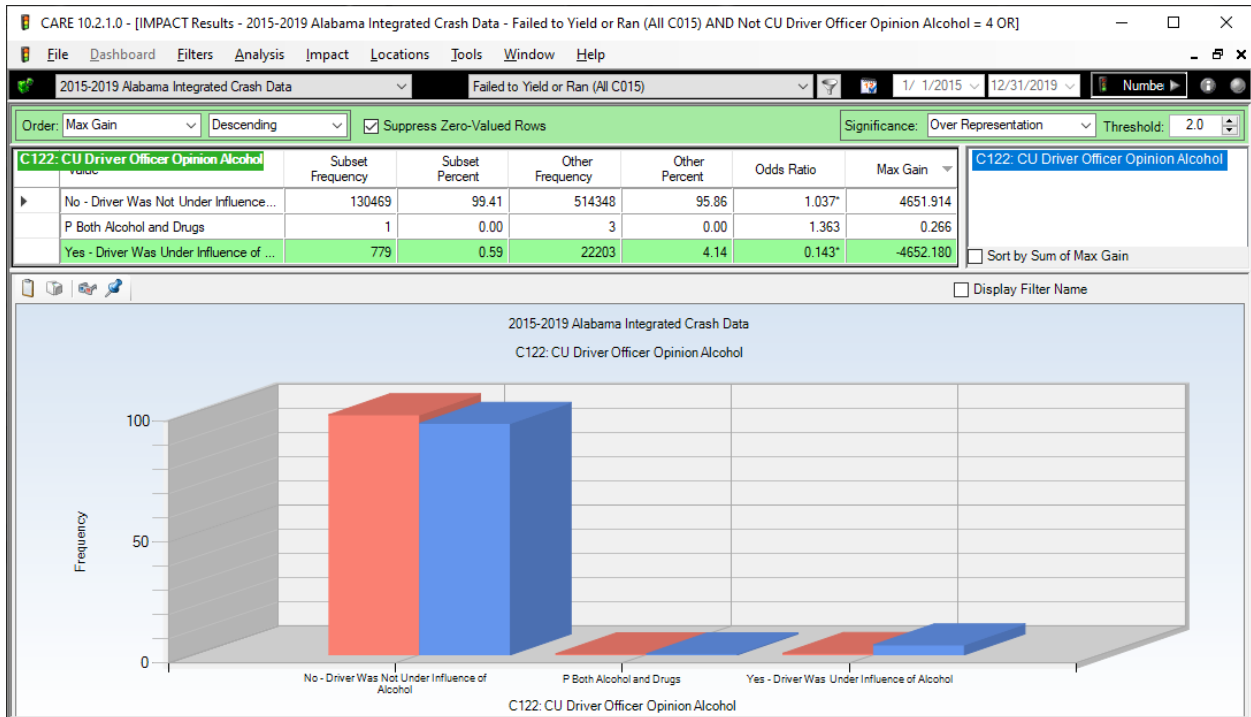 CARE 10.2.1.0 - [IMPACT Results - 2015-2019 Alabama Integrated Crash Data - Failed to Yield or Ran (All C015) AND Not CU Driver Officer Opinion Alcohol = 4 OR]
File Dashboard Filters Analysis Impact Locations Tools Window Help
2015-2019 Alabama Integrated Crash Data Failed to Yield or Ran (All C015) 1/ 1/2015 12/31/2019 Numbe
Order: Max Gain Descending Suppress Zero-Valued Rows Significance: Over Representation Threshold: 2.0
C122: CU Driver Officer Opinion Alcohol Subset Frequency Subset Percent Other Frequency Other Percent Odds Ratio Max Gain C122: CU Driver Officer Opinion Alcohol
No - Driver Was Not Under Influence... 130469 99.41 514348 95.86 1.037* 4651.914
P Both Alcohol and Drugs 1 0.00 3 0.00 1.363 0.266
Yes - Driver Was Under Influence of ... 779 0.59 22203 4.14 0.143* -4652.180 Sort by Sum of Max Gain
Display Filter Name
2015-2019 Alabama Integrated Crash Data
C122: CU Driver Officer Opinion Alcohol
100
50
0
Frequency
No - Driver Was Not Under Influence of Alcohol P Both Alcohol and Drugs Yes - Driver Was Under Influence of Alcohol
C122: CU Driver Officer Opinion Alcohol